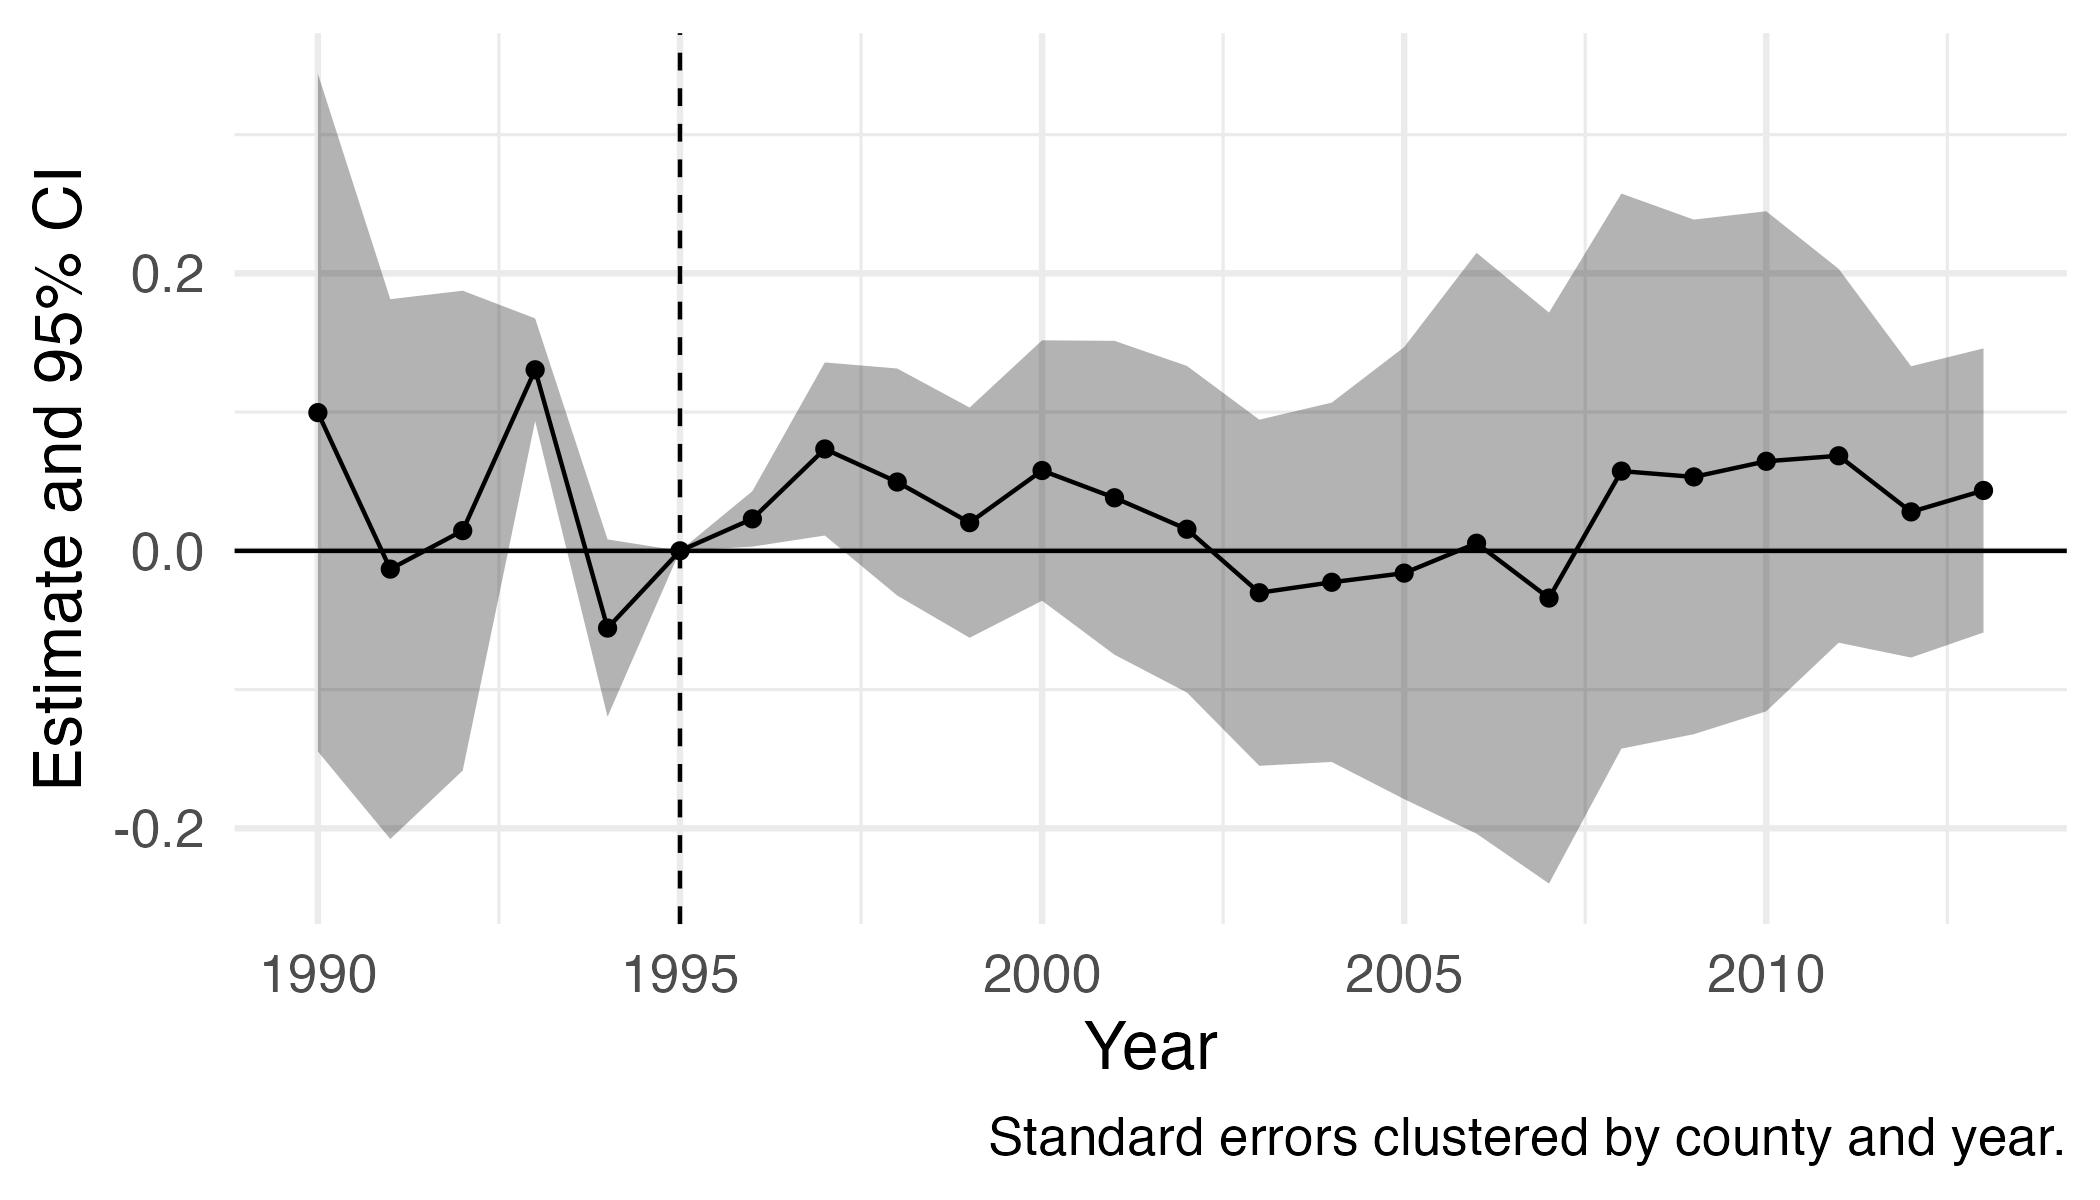 Estimate and 95% CI
0.2
0.0
-0.2
1990 1995 2000 2005 2010
Year
Standard errors clustered by county and year.